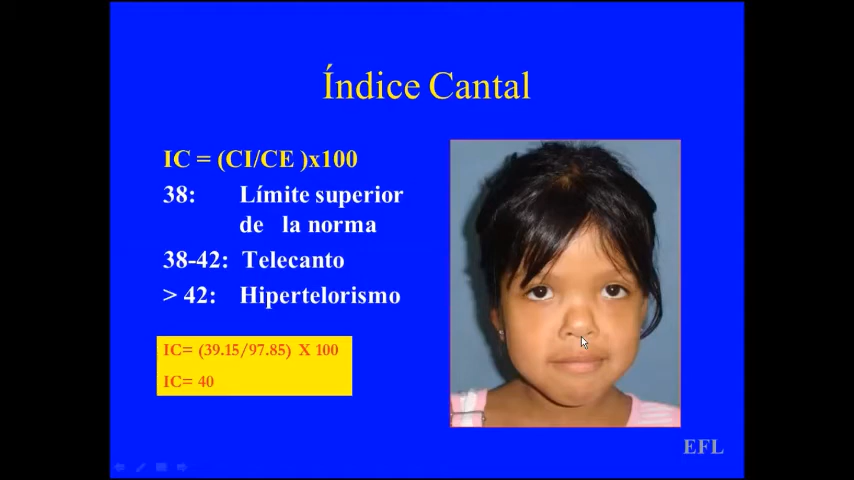 Índice Cantal
IC = (CI/CE )x100
38: Límite superior
de la norma
38-42: Telecanto
> 42: Hipertelorismo
IC= (39.15/97.85) X 100
IC= 40
EFL